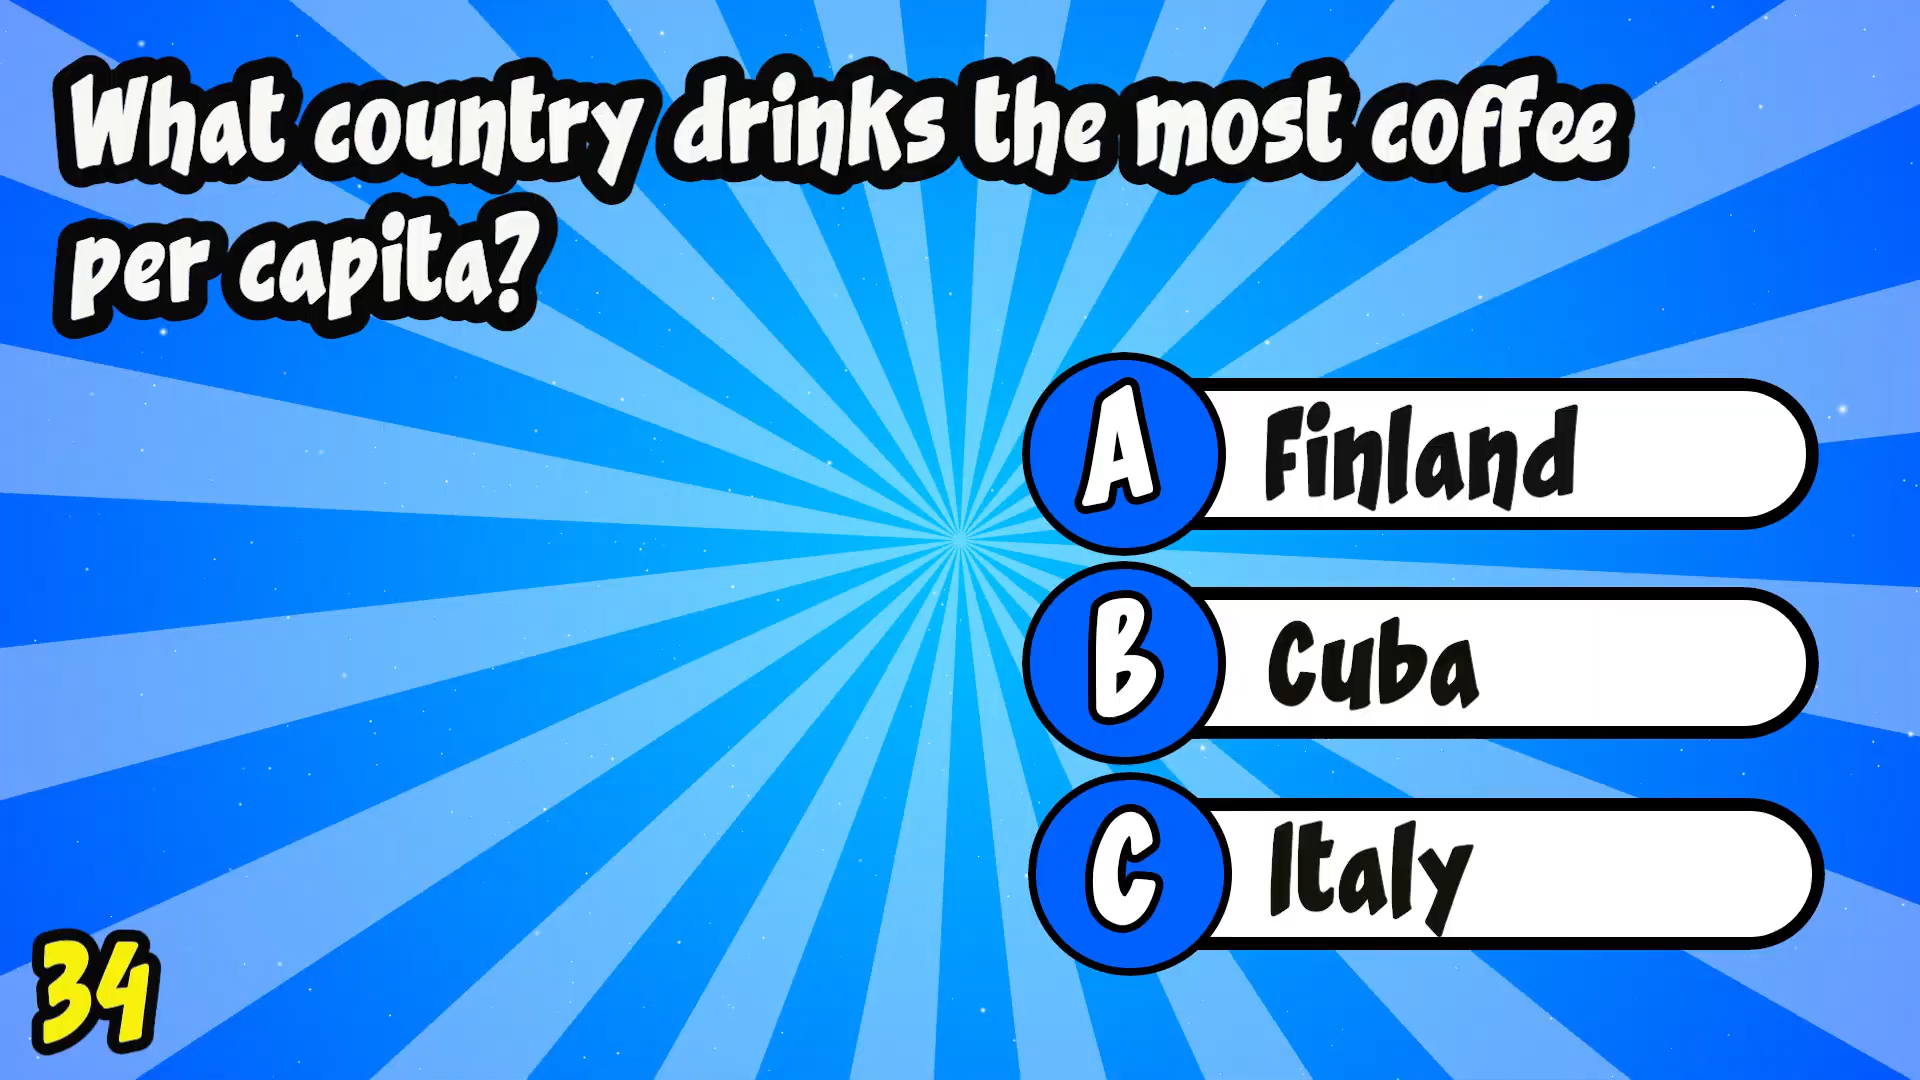 What country drinks the most coffee
per capita?
A Finland
B Cuba
C Italy
34